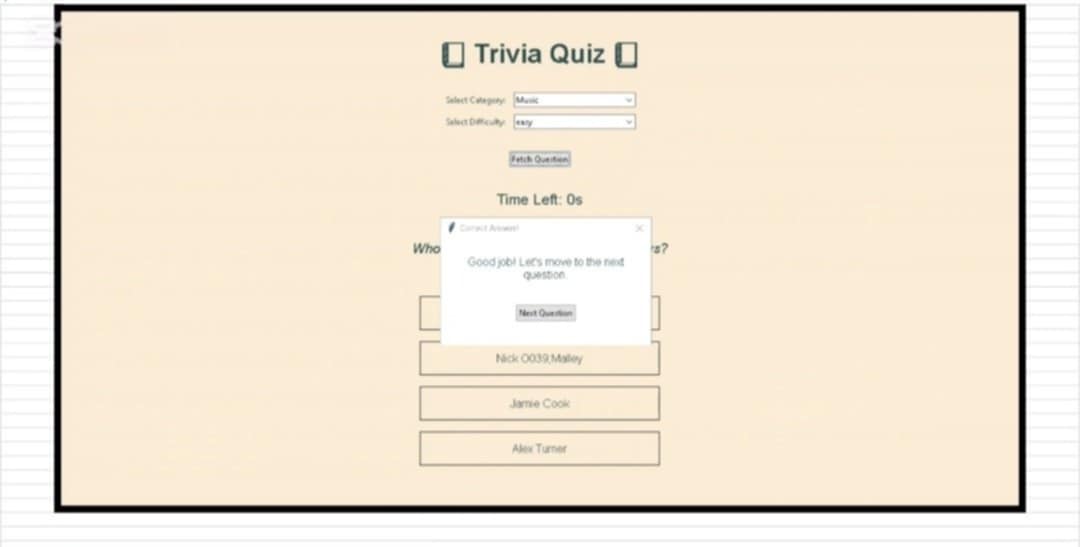 Trivia Quiz
Select Category: Music
Select Difficulty: easy
Fetch Question
Time Left: 0s
Correct Answer!
Who s?
Good job! Let's move to the next
question.
Next Question
Nick O039;Malley
Jamie Cook
Alex Turner